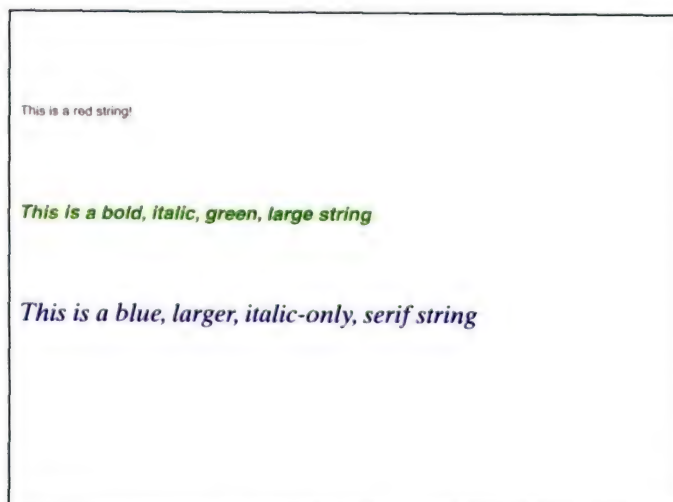 This is a red string!
This is a bold, italic, green, large string
This is a blue, larger, italic-only, serif string